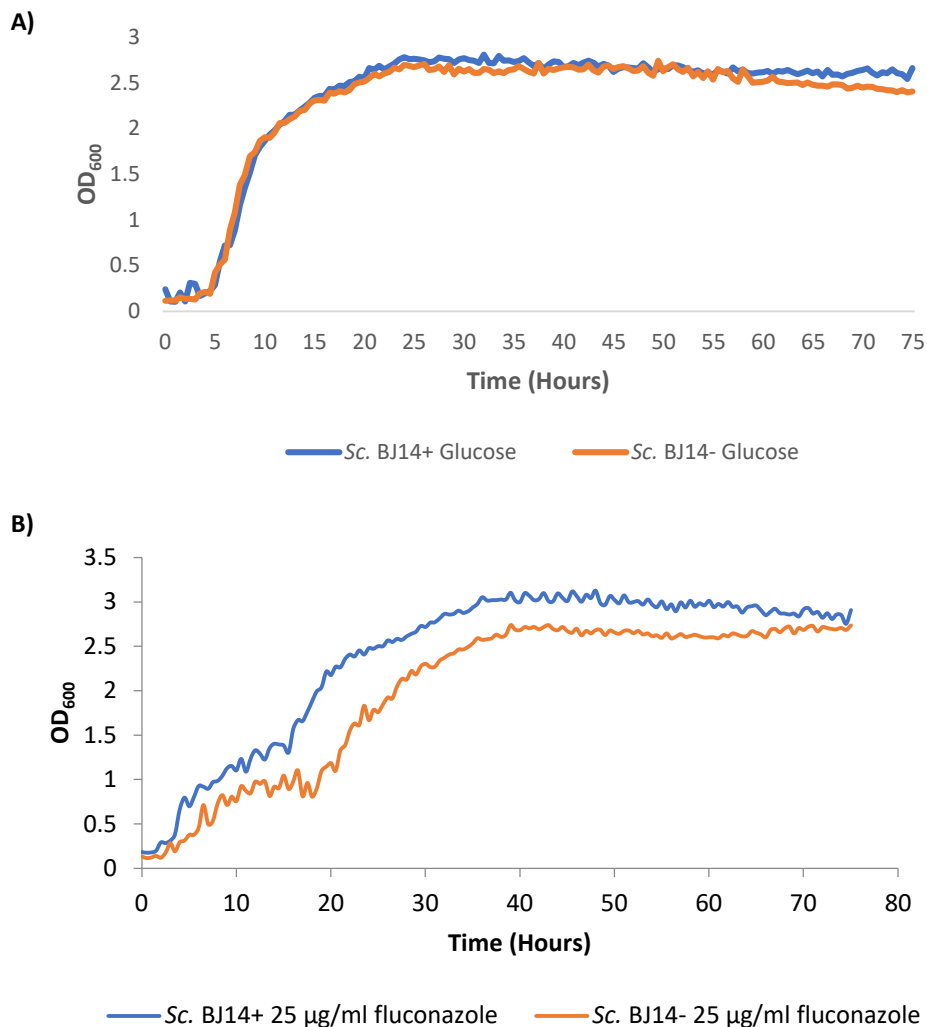 A)
3
2.5
2
1.5
1
0.5
0
OD600
0 5 10 15 20 25 30 35 40 45 50 55 60 65 70 75
Time (Hours)
Sc. BJ14+ Glucose Sc. BJ14- Glucose
B)
3.5
3
2.5
2
1.5
1
0.5
0
OD600
0 10 20 30 40 50 60 70 80
Time (Hours)
Sc. BJ14+ 25 µg/ml fluconazole Sc. BJ14- 25 µg/ml fluconazole